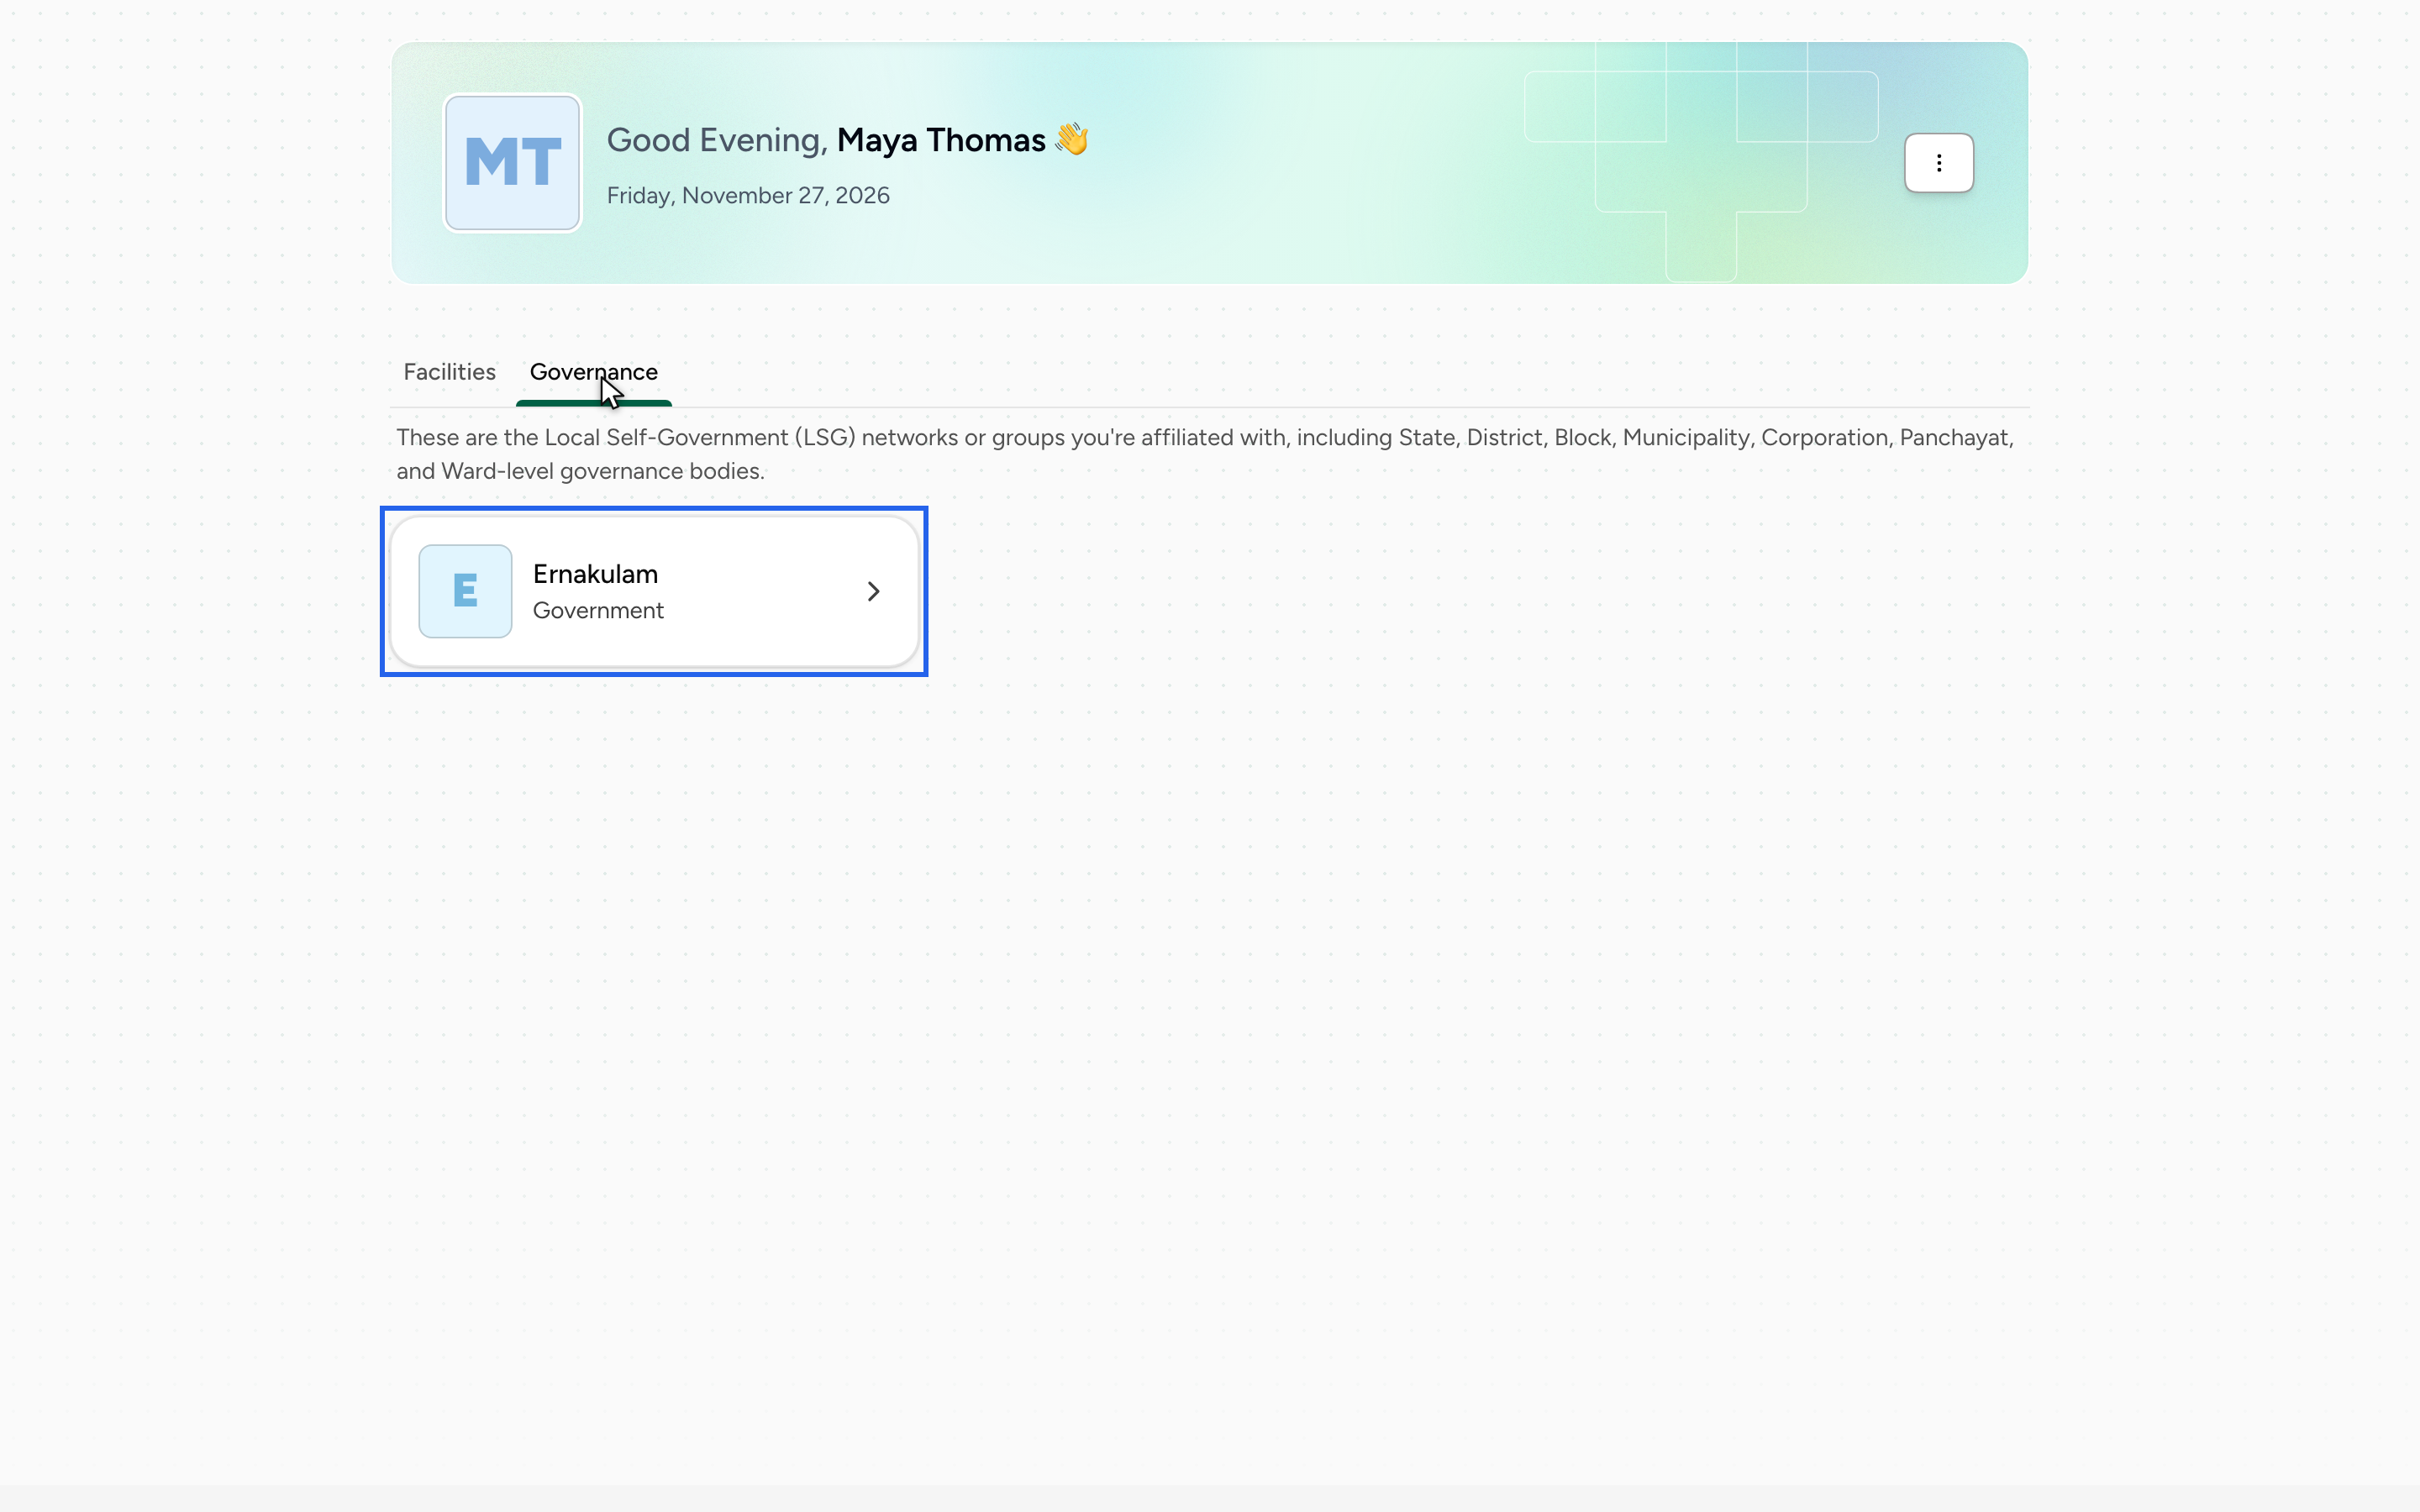 MT
Good Evening, Maya Thomas 👋
Friday, November 27, 2026
Facilities
Governance
These are the Local Self-Government (LSG) networks or groups you're affiliated with, including State, District, Block, Municipality, Corporation, Panchayat,
and Ward-level governance bodies.
E
Ernakulam
Government